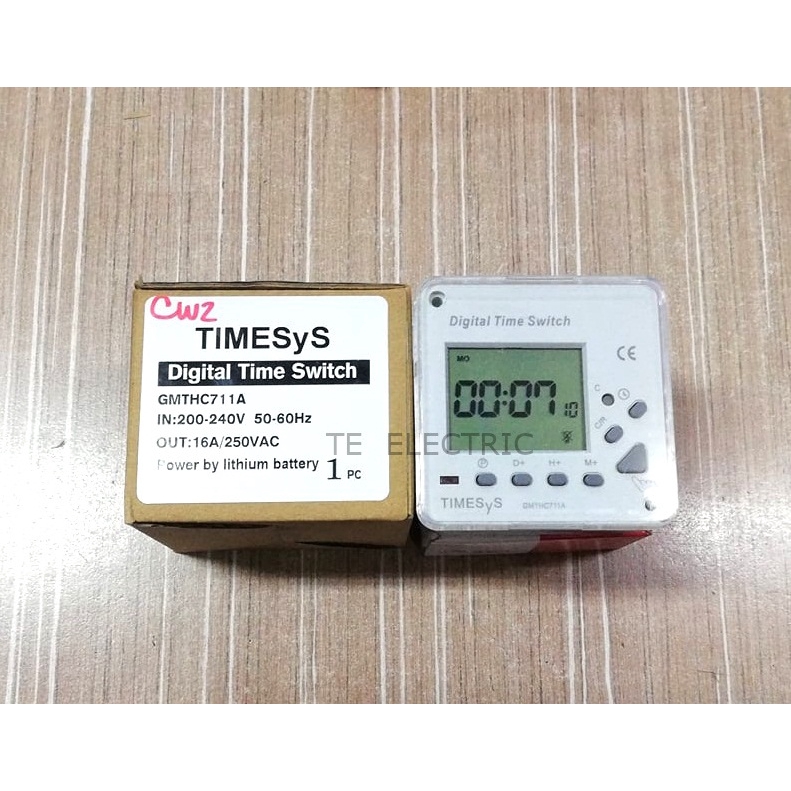 CW2
TIMESyS
Digital Time Switch
GMTHC711A
IN:200-240V 50-60Hz
OUT:16A/250VAC
Power by lithium battery 1 PC
TE ELECTRIC
Digital Time Switch
CE
MO
00:07 10
C
C/R
P D+ H+ M+
TIMESyS
GMTHC711A